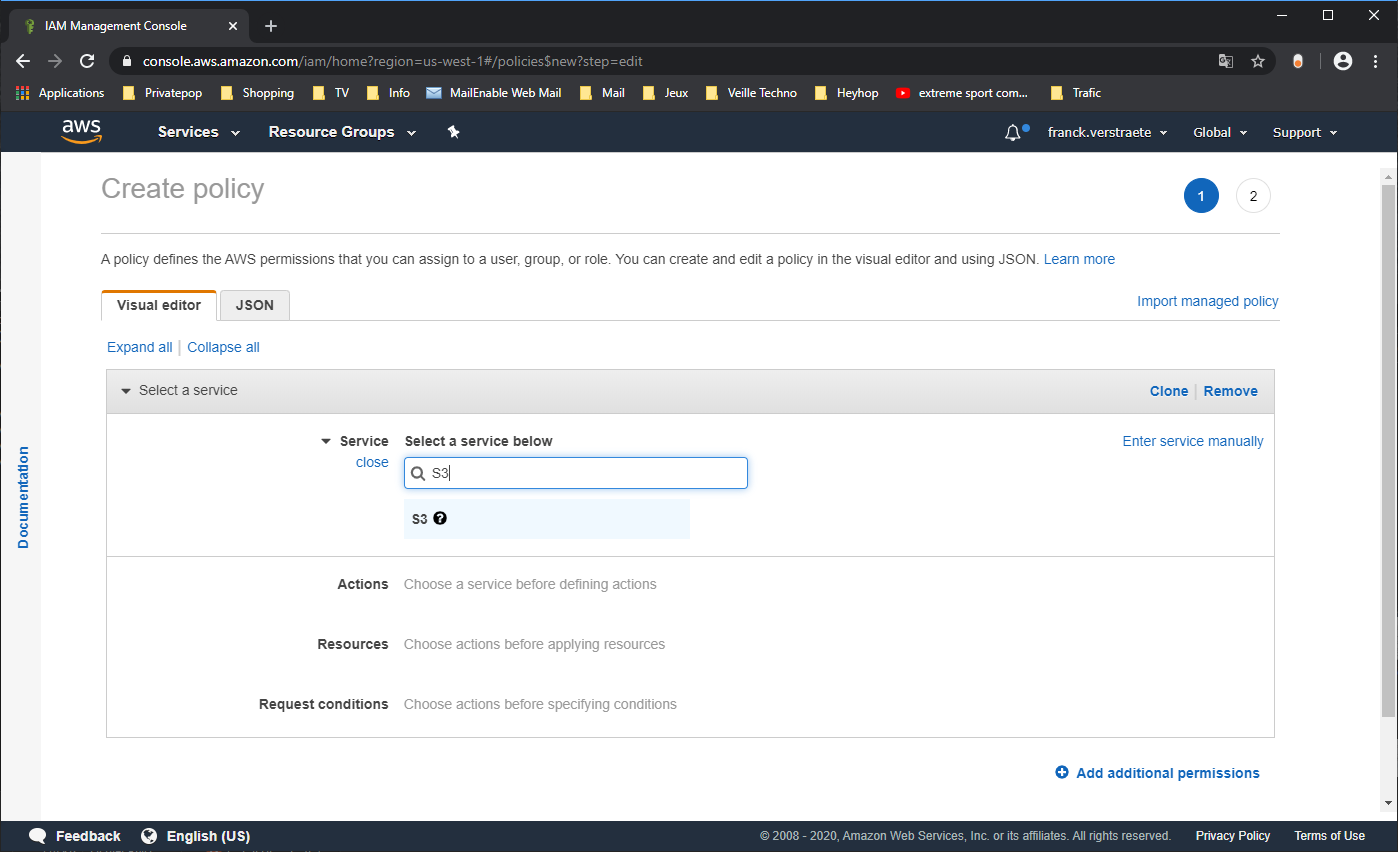 IAM Management Console
console.aws.amazon.com/iam/home?region=us-west-1#/policies$new?step=edit
Applications Privatepop Shopping TV Info MailEnable Web Mail Mail Jeux Veille Techno Heyhop extreme sport com... Trafic
aws Services Resource Groups franck.verstraete Global Support
Create policy
1 2
A policy defines the AWS permissions that you can assign to a user, group, or role. You can create and edit a policy in the visual editor and using JSON. Learn more
Visual editor JSON Import managed policy
Expand all Collapse all
Select a service Clone Remove
Service Select a service below Enter service manually
close
S3
S3
Actions Choose a service before defining actions
Resources Choose actions before applying resources
Request conditions Choose actions before specifying conditions
Documentation
Add additional permissions
Feedback English (US) © 2008 - 2020, Amazon Web Services, Inc. or its affiliates. All rights reserved. Privacy Policy Terms of Use